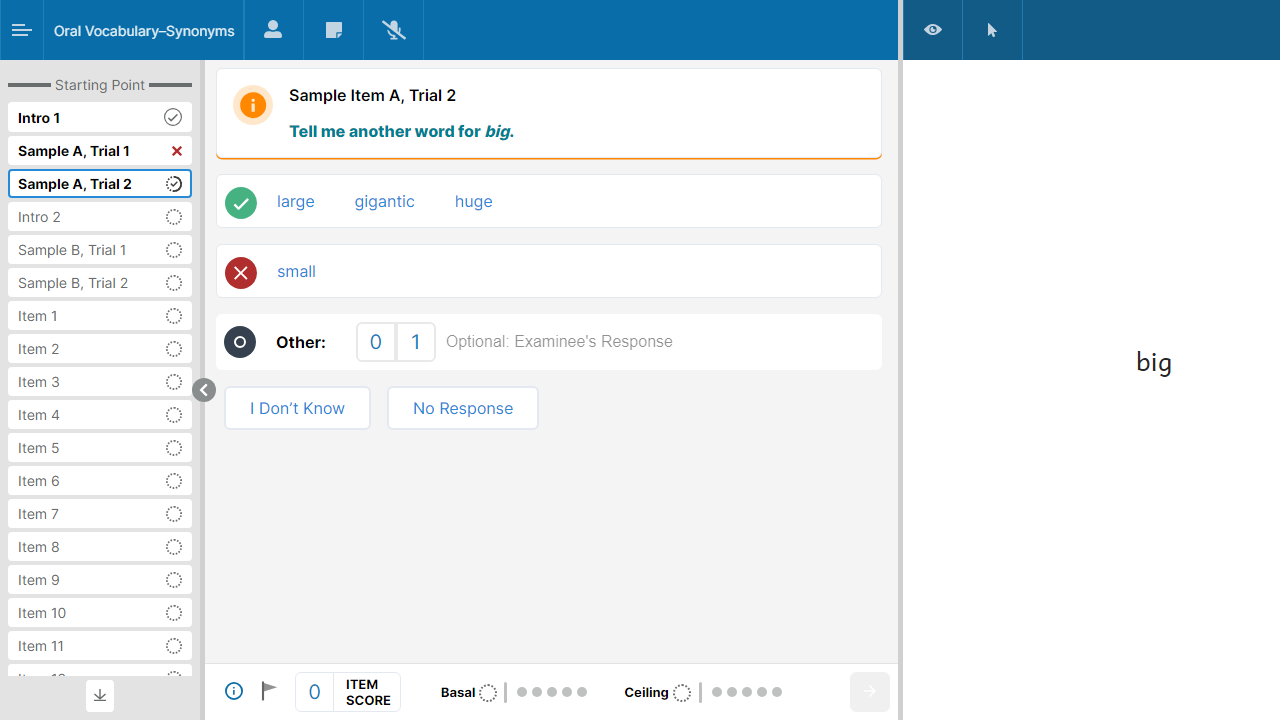 Oral Vocabulary–Synonyms
Starting Point
Intro 1
Sample A, Trial 1
Sample A, Trial 2
Intro 2
Sample B, Trial 1
Sample B, Trial 2
Item 1
Item 2
Item 3
Item 4
Item 5
Item 6
Item 7
Item 8
Item 9
Item 10
Item 11
Sample Item A, Trial 2
Tell me another word for big.
large gigantic huge
small
Other: 0 1 Optional: Examinee's Response
I Don’t Know No Response
0 ITEM
SCORE
Basal Ceiling
big